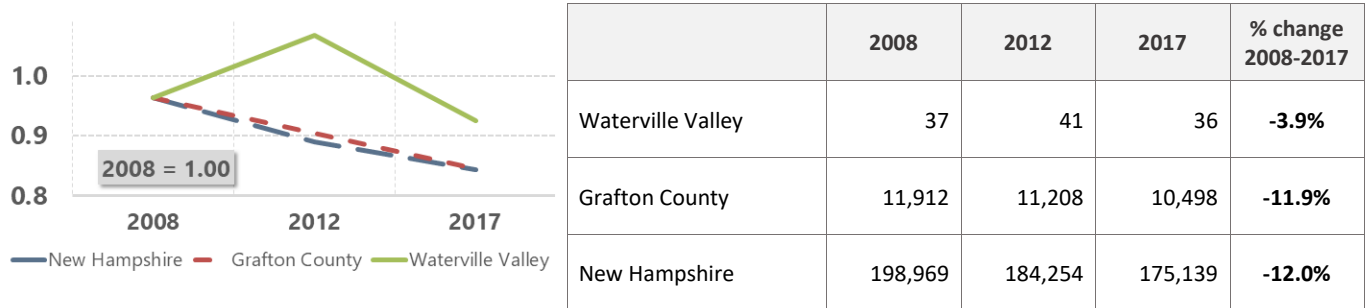 1.0
0.9
0.8
2008 = 1.00
2008 2012 2017
New Hampshire Grafton County Waterville Valley
2008 2012 2017 % change
2008-2017
Waterville Valley 37 41 36 -3.9%
Grafton County 11,912 11,208 10,498 -11.9%
New Hampshire 198,969 184,254 175,139 -12.0%